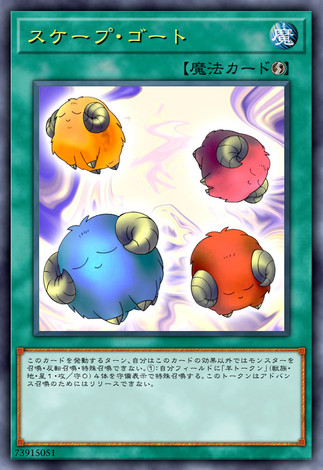 スケープ・ゴート
魔
【魔法カード】
このカードを発動するターン、自分はこのカードの効果以外ではモンスターを
召喚・反転召喚・特殊召喚できない。①：自分フィールドに「羊トークン」(獣族・
地・星1・攻／守0)4体を守備表示で特殊召喚する。このトークンはアドバン
ス召喚のためにはリリースできない。
73915051